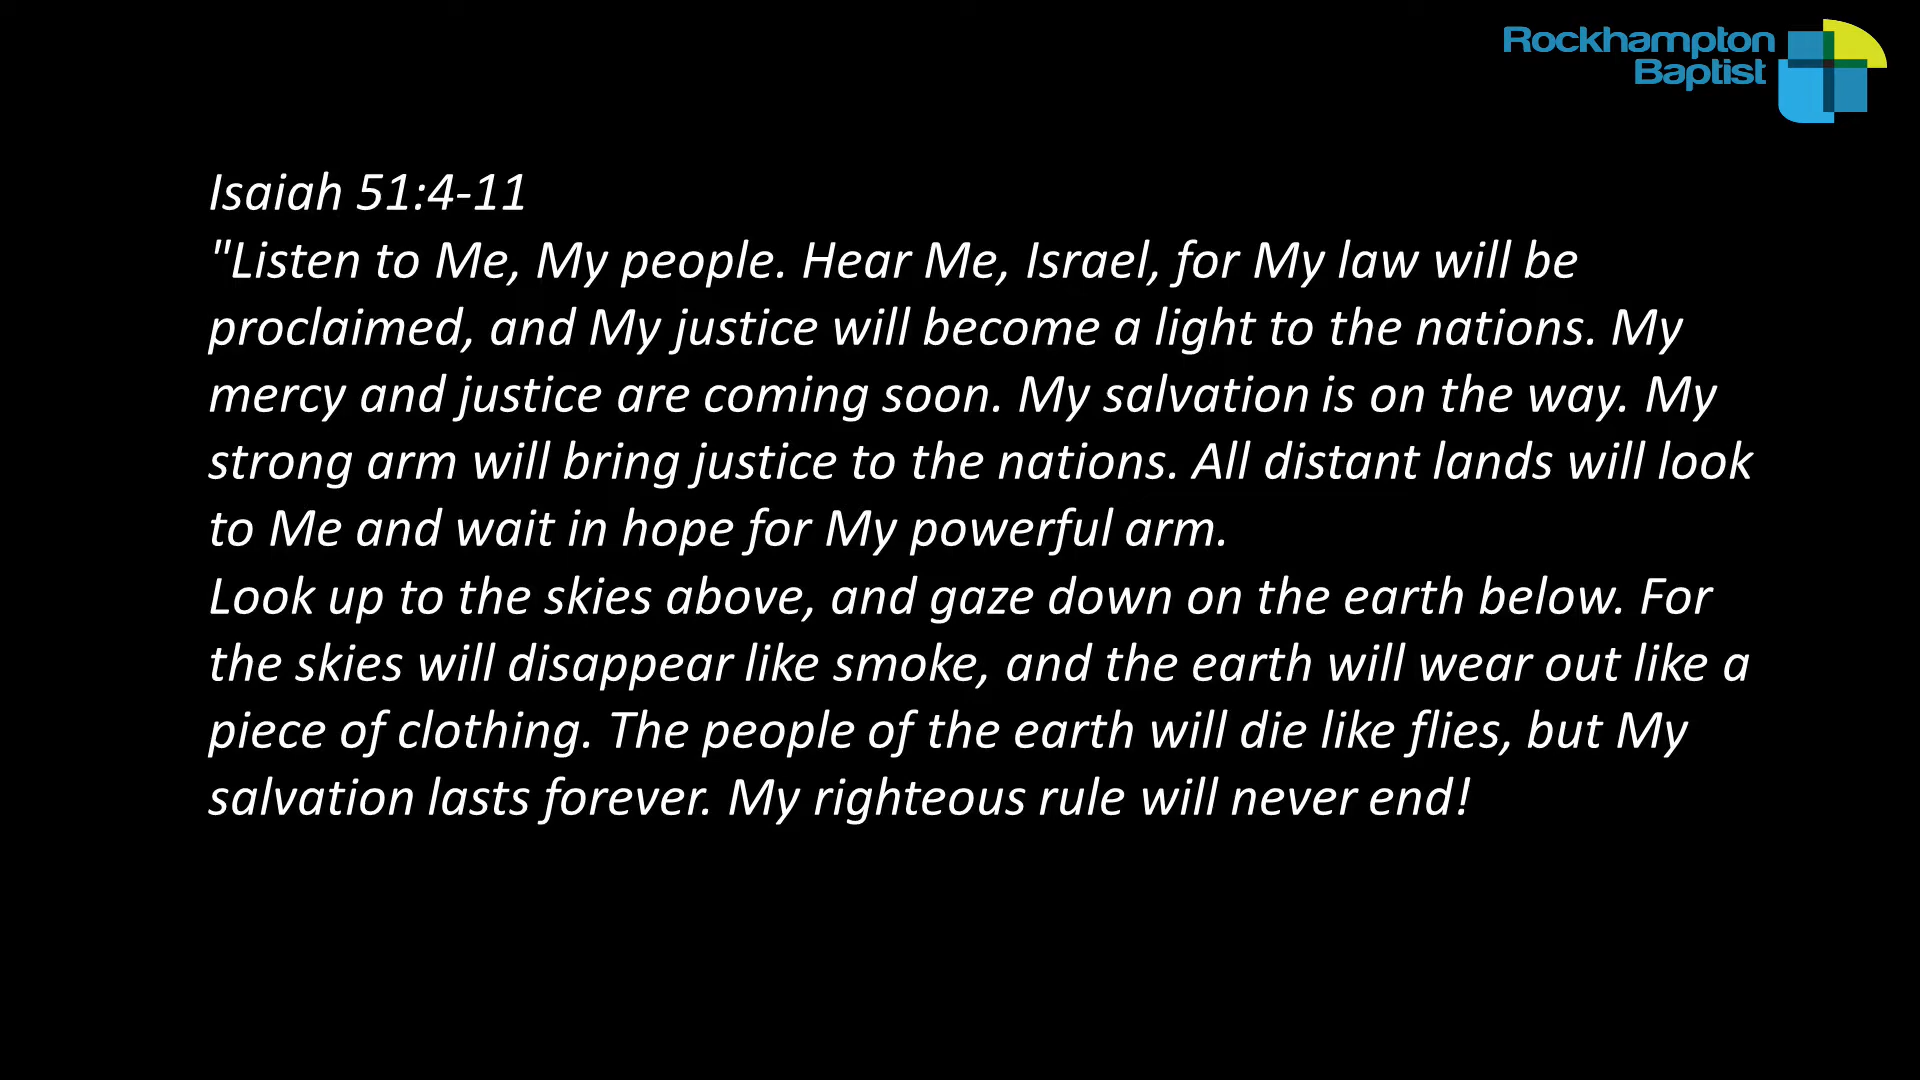 Rockhampton
Baptist
Isaiah 51:4-11
"Listen to Me, My people. Hear Me, Israel, for My law will be
proclaimed, and My justice will become a light to the nations. My
mercy and justice are coming soon. My salvation is on the way. My
strong arm will bring justice to the nations. All distant lands will look
to Me and wait in hope for My powerful arm.
Look up to the skies above, and gaze down on the earth below. For
the skies will disappear like smoke, and the earth will wear out like a
piece of clothing. The people of the earth will die like flies, but My
salvation lasts forever. My righteous rule will never end!